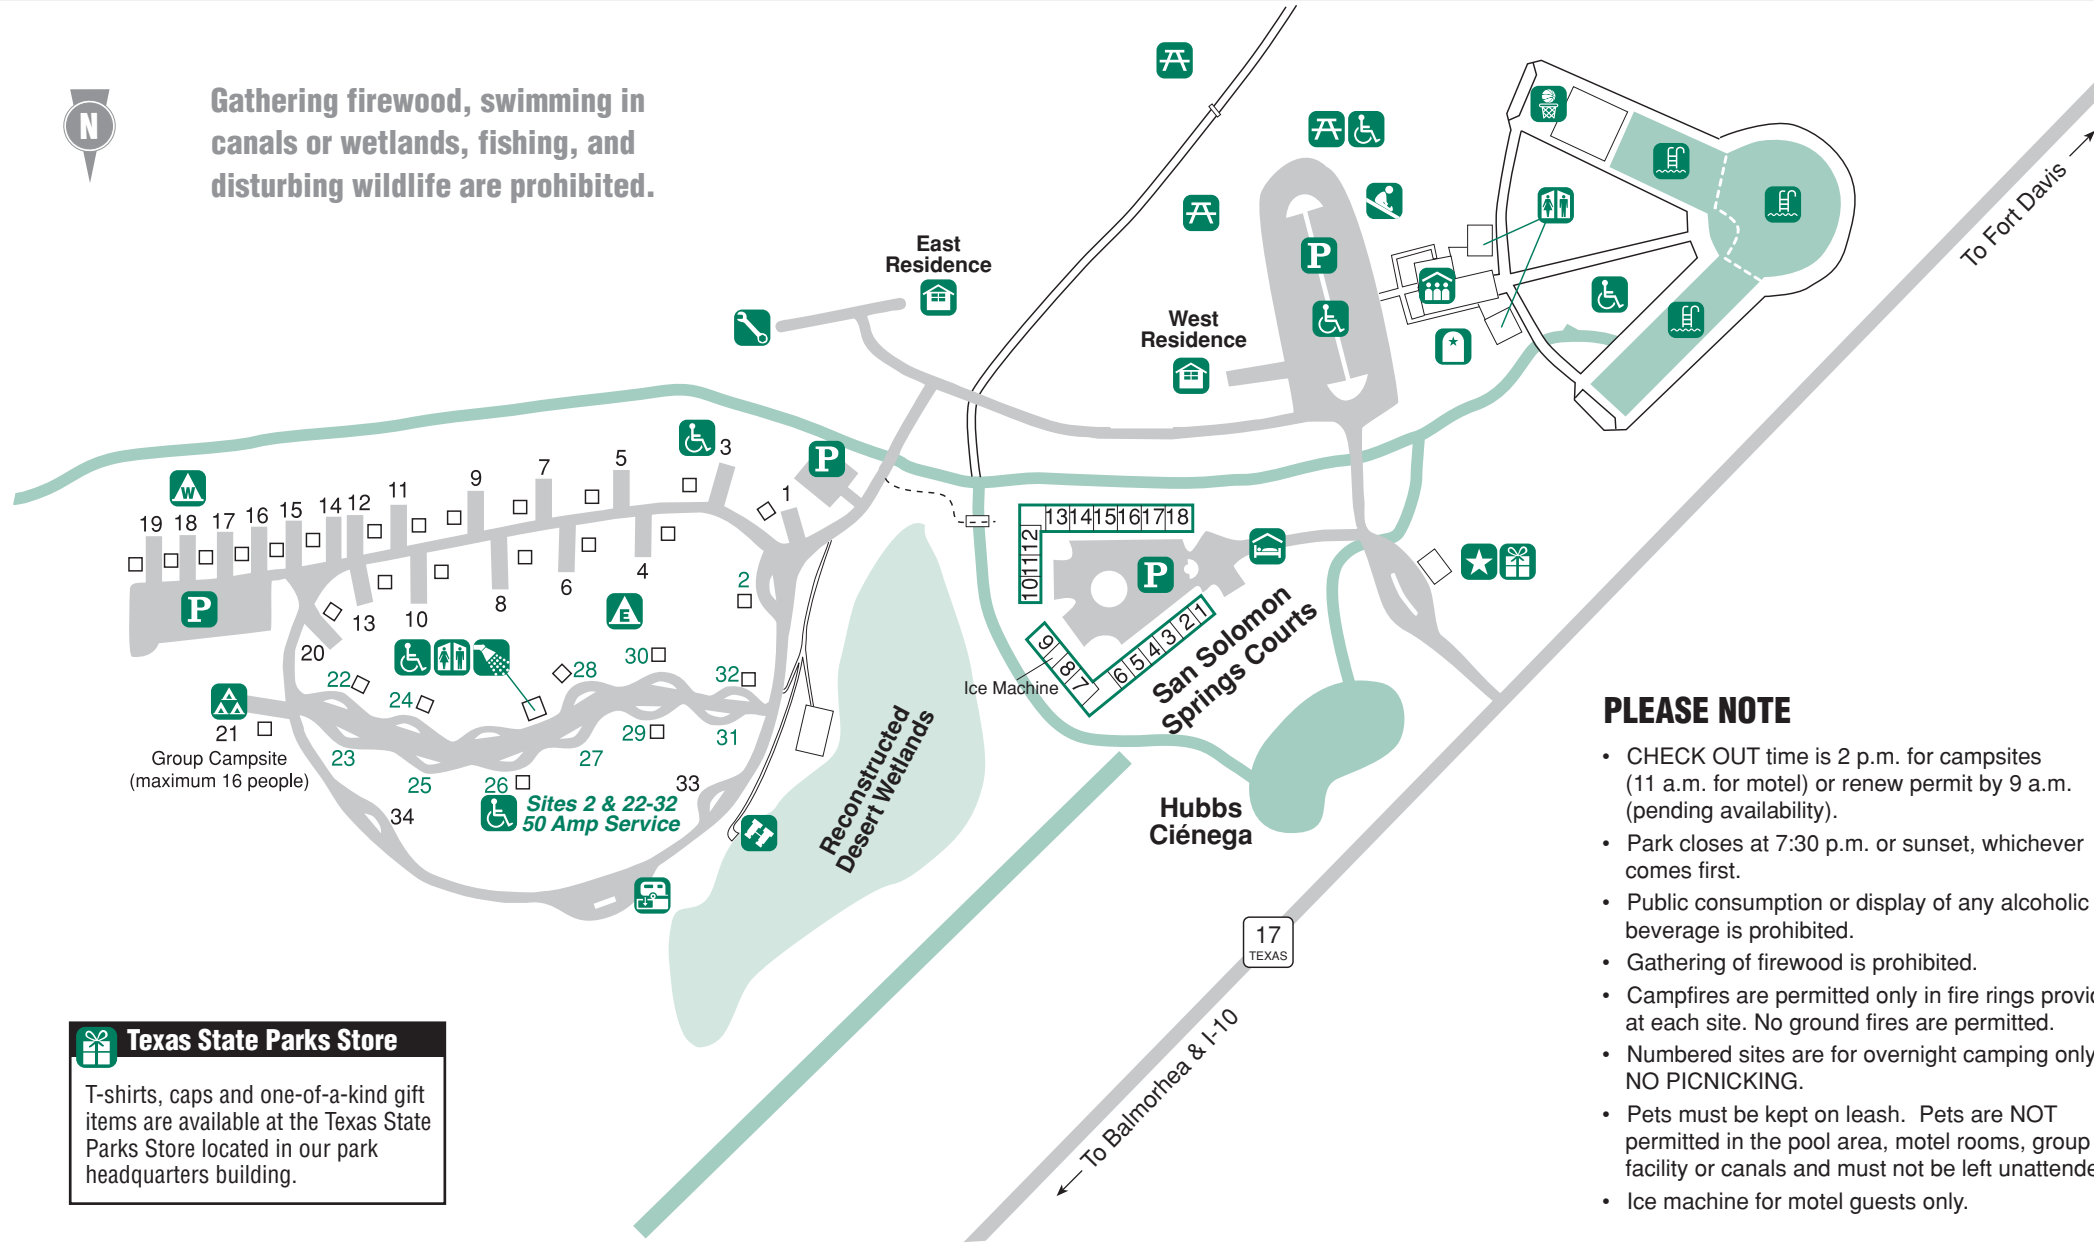 N
Gathering firewood, swimming in
canals or wetlands, fishing, and
disturbing wildlife are prohibited.
East
Residence
West
Residence
P
P
P
P
To Fort Davis
W
E
19
18
17
16
15
14
12
11
9
7
5
3
1
13
10
8
6
4
2
20
22
24
28
30
32
21
Group Campsite
(maximum 16 people)
23
25
26
27
29
31
33
34
Sites 2 & 22-32
50 Amp Service
13 14 15 16 17 18
12
11
10
9
8
7
6 5 4 3 2 1
Ice Machine
San Solomon
Springs Courts
Reconstructed
Desert Wetlands
Hubbs
Ciénega
17
TEXAS
To Balmorhea & I-10
Texas State Parks Store
T-shirts, caps and one-of-a-kind gift
items are available at the Texas State
Parks Store located in our park
headquarters building.
PLEASE NOTE
• CHECK OUT time is 2 p.m. for campsites
(11 a.m. for motel) or renew permit by 9 a.m.
(pending availability).
• Park closes at 7:30 p.m. or sunset, whichever
comes first.
• Public consumption or display of any alcoholic
beverage is prohibited.
• Gathering of firewood is prohibited.
• Campfires are permitted only in fire rings
at each site. No ground fires are permitted.
• Numbered sites are for overnight camping only
NO PICNICKING.
• Pets must be kept on leash. Pets are NOT
permitted in the pool area, motel rooms, group
facility or canals and must not be left
• Ice machine for motel guests only.